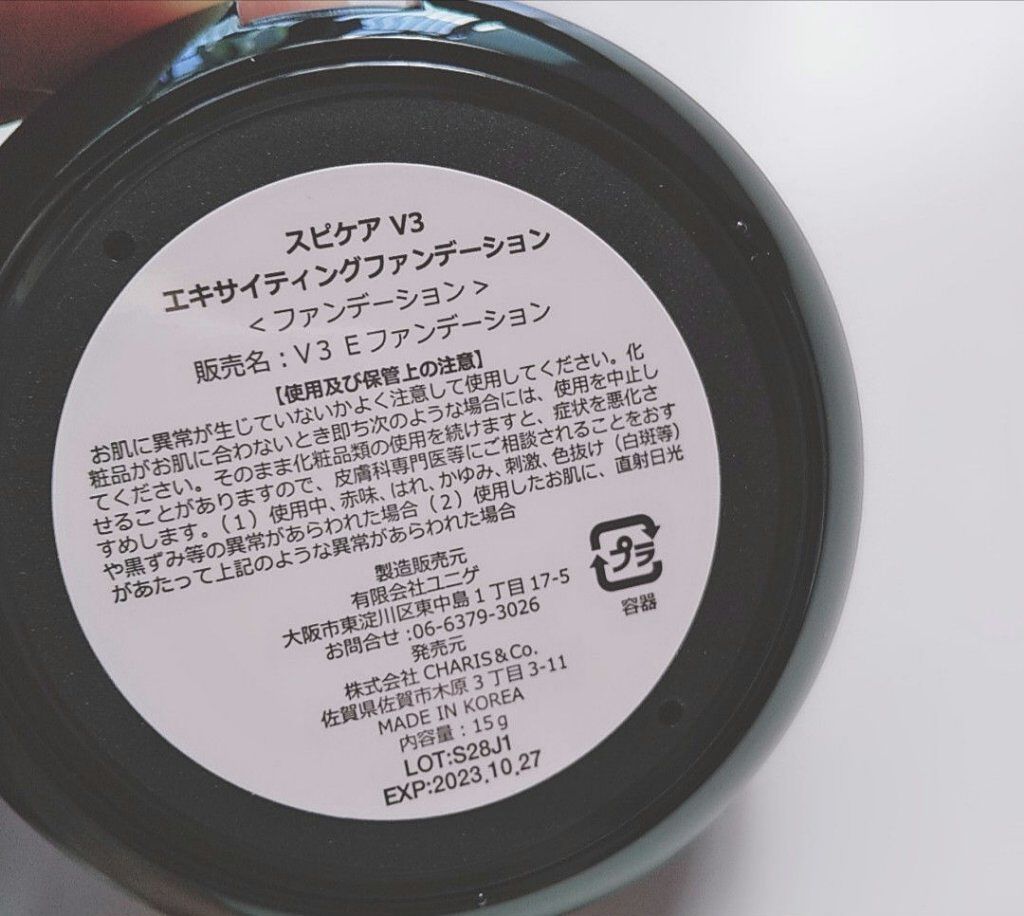 スピケア V3
エキサイティングファンデーション
<ファンデーション>
販売名：V3 Eファンデーション
【使用及び保管上の注意】
お肌に異常が生じていないかよく注意して使用してください。化
粧品がお肌に合わないとき即ち次のような場合には、使用を中止し
てください。そのまま化粧品類の使用を続けますと、症状を悪化さ
せることがありますので、皮膚科専門医等にご相談されることをおす
すめします。（1）使用中、赤味、はれ、かゆみ、刺激、色抜け（白斑等）
や黒ずみ等の異常があらわれた場合（2）使用したお肌に、直射日光
があたって上記のような異常があらわれた場合
プラ
容器
製造販売元
有限会社ユニゲ
大阪市東淀川区東中島1丁目17-5
お問合せ:06-6379-3026
発売元
株式会社 CHARIS＆Co.
佐賀県佐賀市木原3丁目3-11
MADE IN KOREA
内容量：15g
LOT:S28J1
EXP:2023.10.27